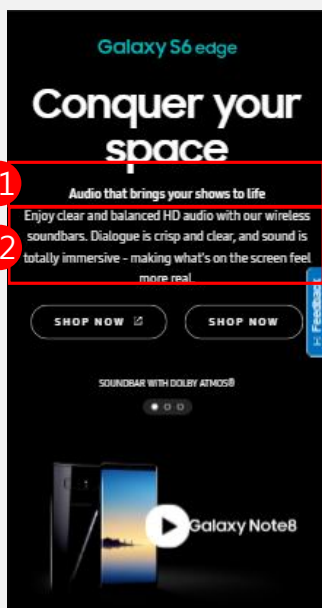 Galaxy S6 edge
Conquer your
space
1
Audio that brings your shows to life
Enjoy clear and balanced HD audio with our wireless
soundbars. Dialogue is crisp and clear, and sound is
2
totally immersive - making what's on the screen feel
more real.
SHOP NOW SHOP NOW
Feedback
SOUNDBAR WITH DOLBY ATMOS®
Galaxy Note8